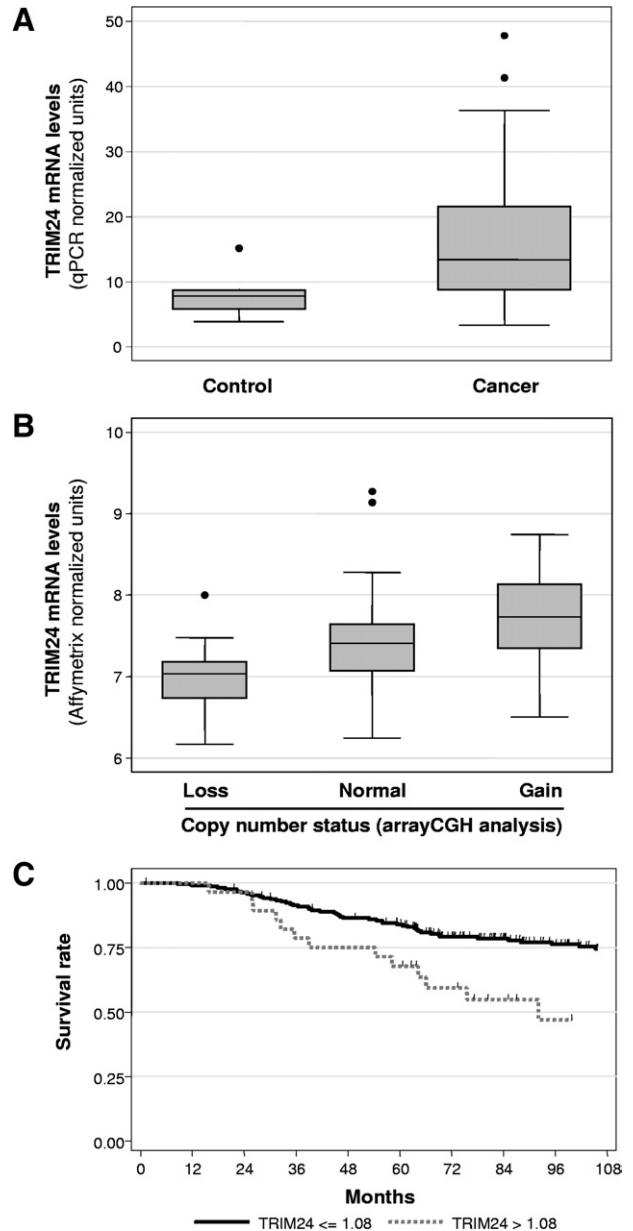 A
TRIM24 mRNA levels
(qPCR normalized units)
50
40
30
20
10
0
Control Cancer
B
TRIM24 mRNA levels
(Affymetrix normalized units)
10
9
8
7
6
Loss Normal Gain
Copy number status (arrayCGH analysis)
C
Survival rate
1.00
0.75
0.50
0.25
0.00
0 12 24 36 48 60 72 84 96 108
Months
TRIM24 <= 1.08 TRIM24 > 1.08